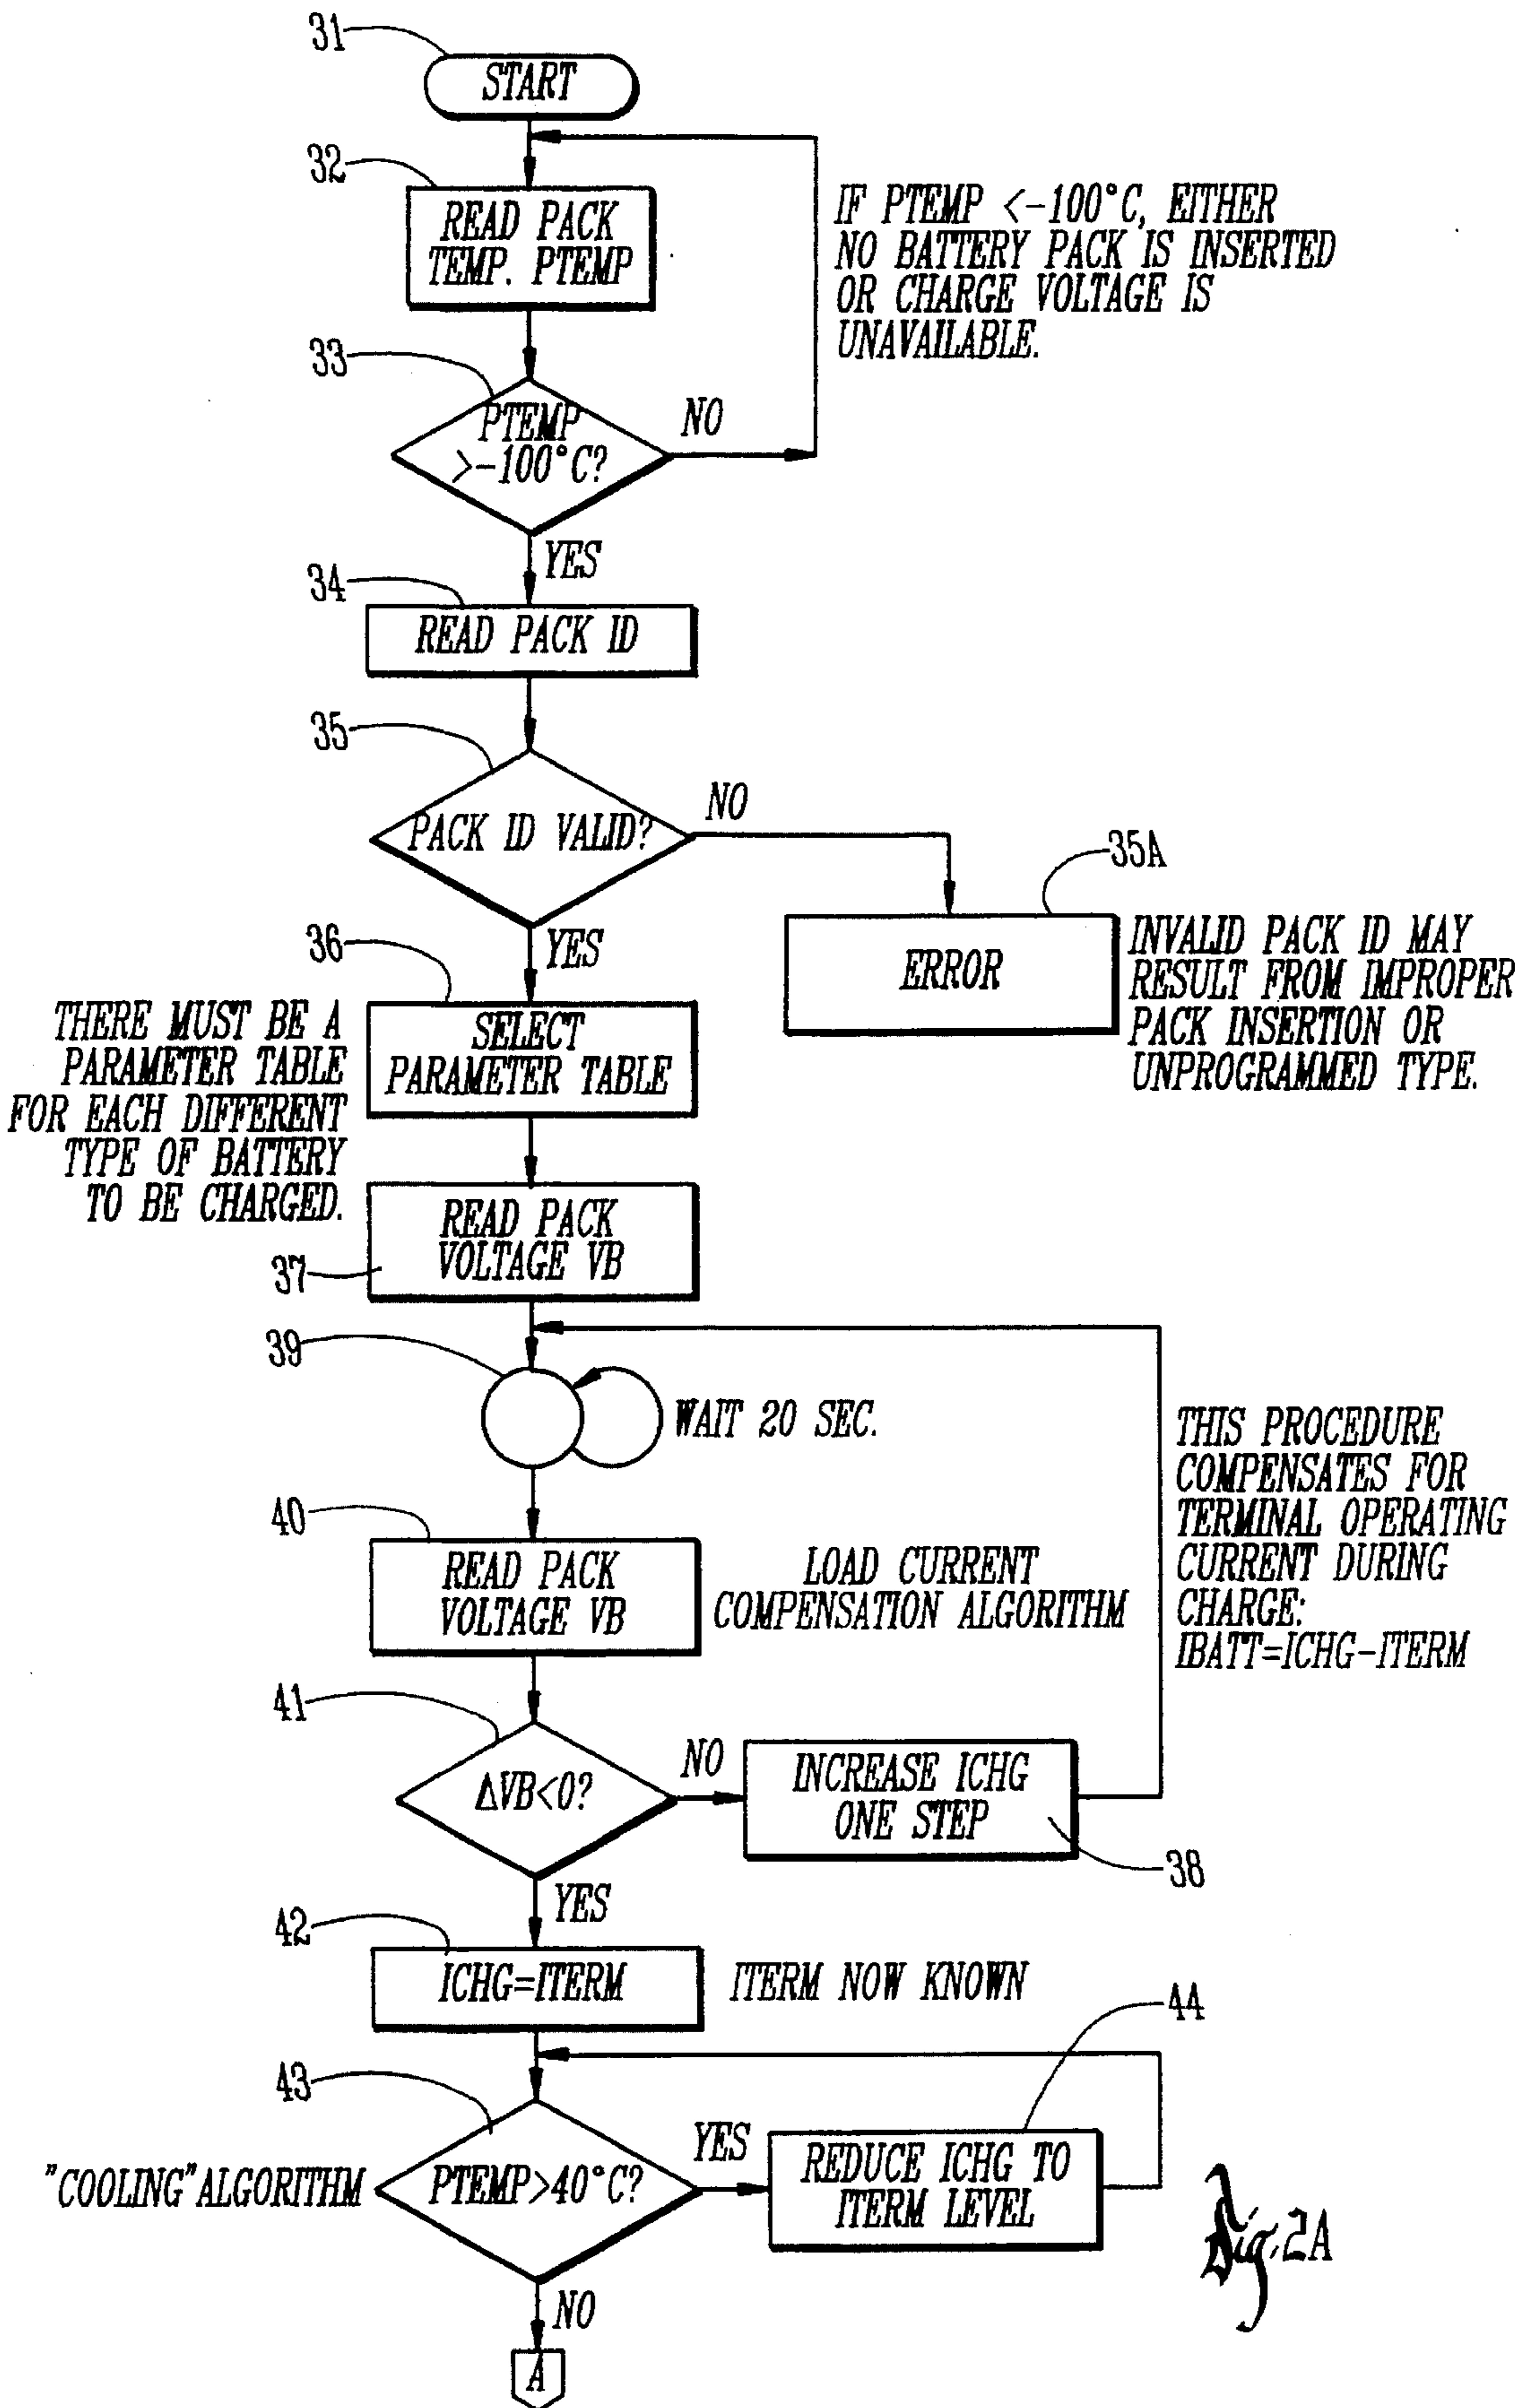 31
START
32
READ PACK
TEMP. PTEMP
IF PTEMP <-100°C, EITHER
NO BATTERY PACK IS INSERTED
OR CHARGE VOLTAGE IS
UNAVAILABLE.
33
PTEMP
>-100°C?
NO
YES
34
READ PACK ID
35
PACK ID VALID?
NO
35A
ERROR
INVALID PACK ID MAY
RESULT FROM IMPROPER
PACK INSERTION OR
UNPROGRAMMED TYPE.
YES
36
SELECT
PARAMETER TABLE
THERE MUST BE A
PARAMETER TABLE
FOR EACH DIFFERENT
TYPE OF BATTERY
TO BE CHARGED.
READ PACK
VOLTAGE VB
37
39
WAIT 20 SEC.
THIS PROCEDURE
COMPENSATES FOR
TERMINAL OPERATING
CURRENT DURING
CHARGE:
IBATT=ICHG-ITERM
40
READ PACK
VOLTAGE VB
LOAD CURRENT
COMPENSATION ALGORITHM
41
ΔVB<0?
NO
INCREASE ICHG
ONE STEP
38
YES
42
ICHG=ITERM
ITERM NOW KNOWN
44
43
"COOLING" ALGORITHM
PTEMP>40°C?
YES
REDUCE ICHG TO
ITERM LEVEL
NO
A
Fig. 2A